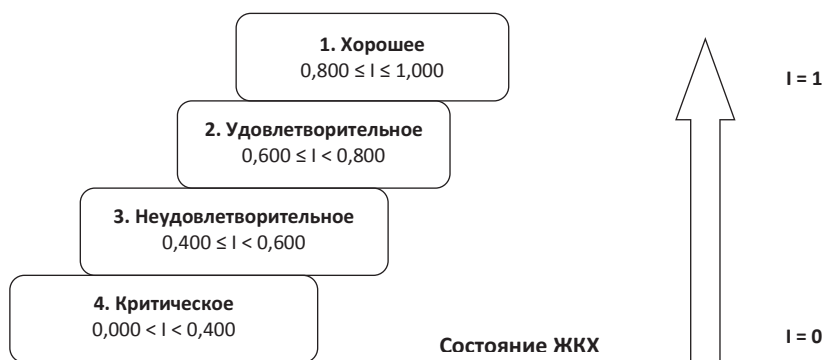 1. Хорошее
0,800 ≤ I ≤ 1,000
I = 1
2. Удовлетворительное
0,600 ≤ I < 0,800
3. Неудовлетворительное
0,400 ≤ I < 0,600
4. Критическое
0,000 < I < 0,400
Состояние ЖКХ
I = 0